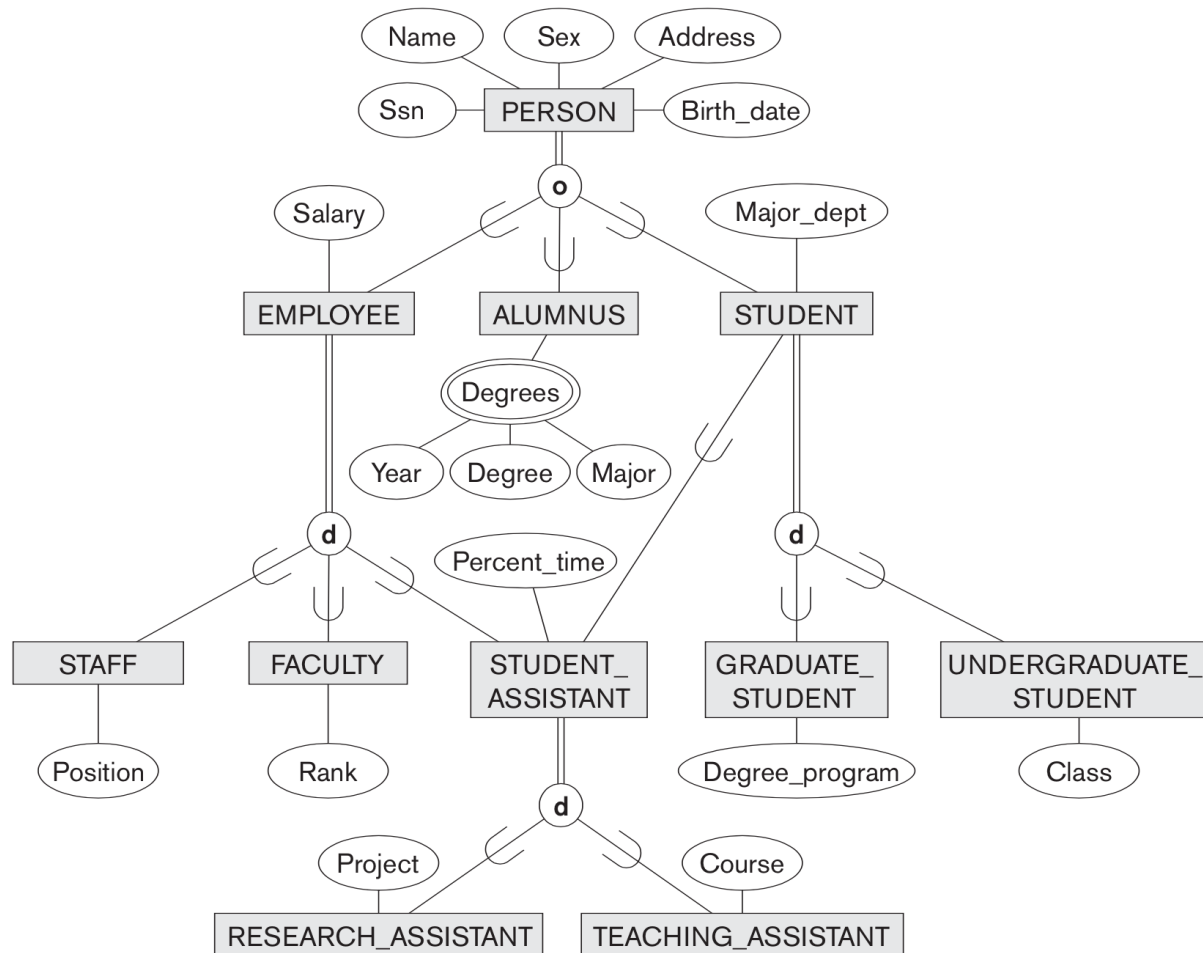 Name
Sex
Address
Ssn
PERSON
Birth_date
o
Salary
Major_dept
EMPLOYEE
ALUMNUS
STUDENT
Degrees
Year
Degree
Major
d
d
Percent_time
STAFF
FACULTY
STUDENT_
ASSISTANT
GRADUATE_
STUDENT
UNDERGRADUATE_
STUDENT
Position
Rank
Degree_program
Class
d
Project
Course
RESEARCH_ASSISTANT
TEACHING_ASSISTANT